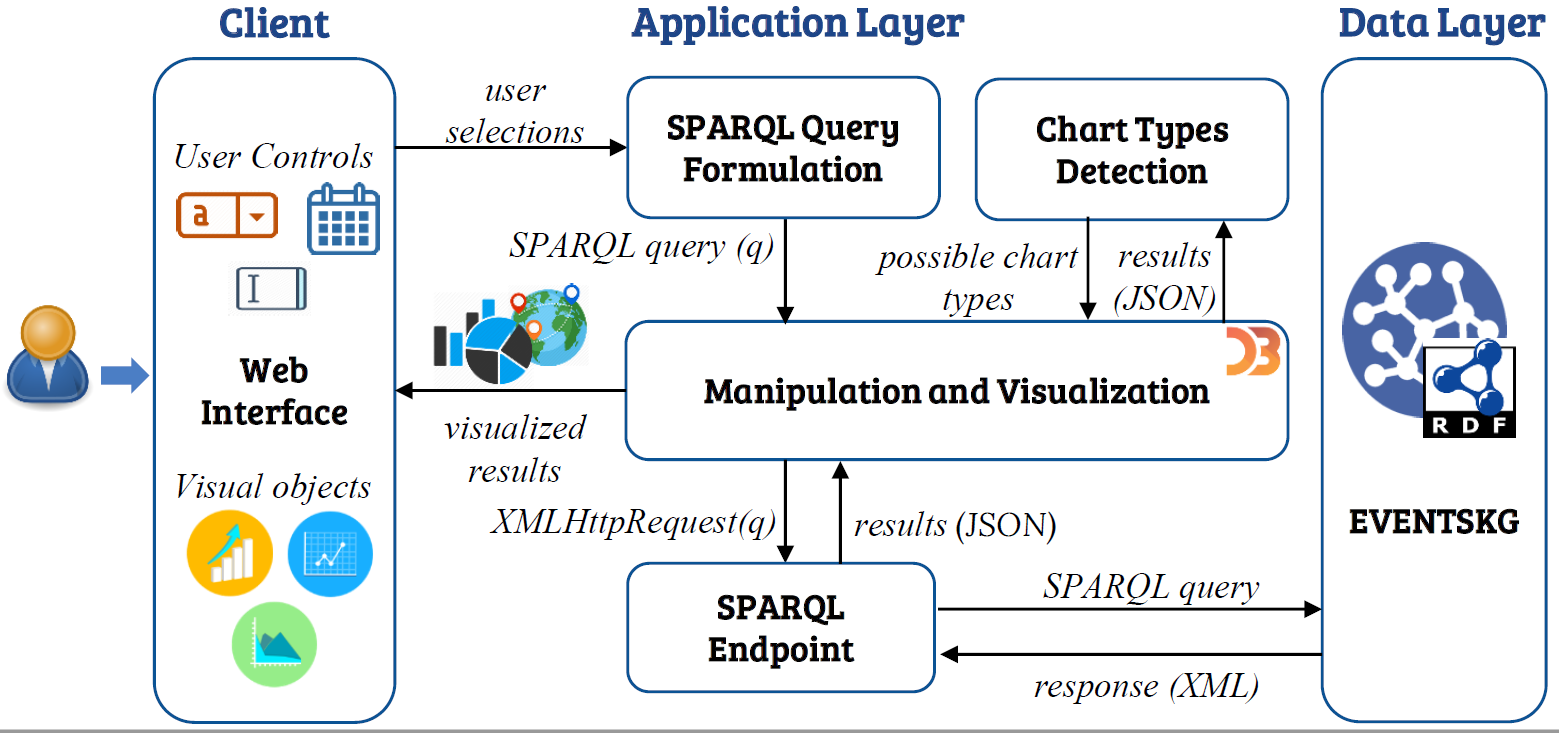 Client
Application Layer
Data Layer
User Controls
a
I
Web
Interface
Visual objects
user
selections
SPARQL Query
Formulation
Chart Types
Detection
SPARQL query (q)
possible chart
types
results
(JSON)
D3
Manipulation and Visualization
visualized
results
XMLHttpRequest(q)
results (JSON)
SPARQL
Endpoint
SPARQL query
response (XML)
RDF
EVENTSKG